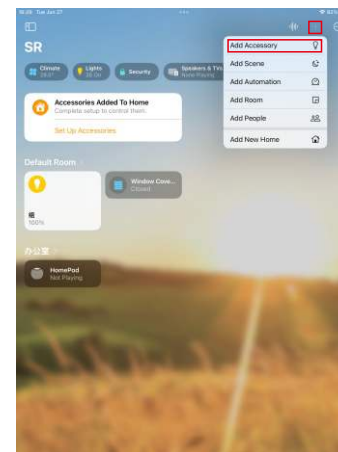 Tue Jun 27
SR
Add Accessory
Add Scene
Add Automation
Add Room
Add People
Add New Home
Climate
Lights
Security
Speakers & TVs
None Playing
Accessories Added To Home
Complete setup to control them.
Set Up Accessories
Default Room
Window Cove...
Closed
100%
办公室
HomePod
Not Playing